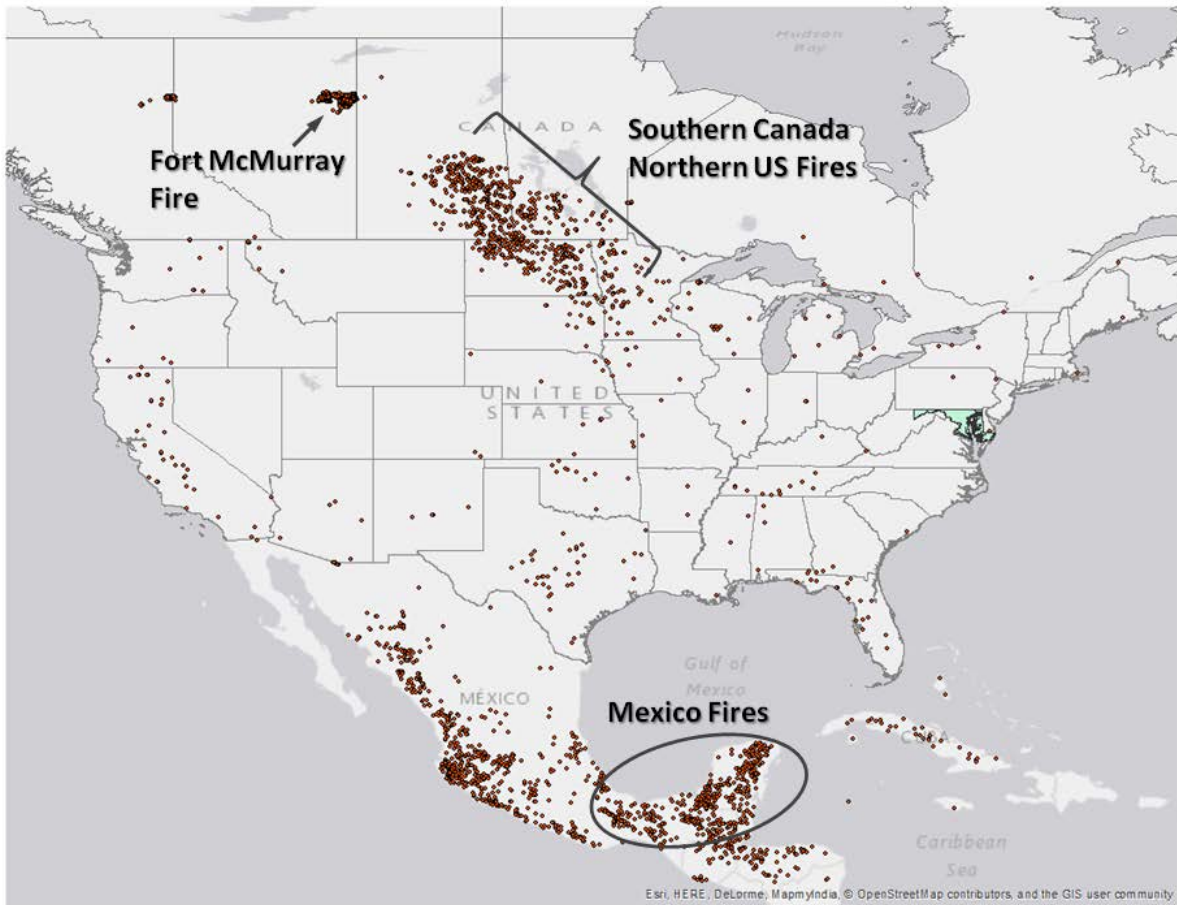 Hudson
Bay
CANADA
Southern Canada
Northern US Fires
Fort McMurray
Fire
UNITED
STATES
Gulf of
Mexico
MÉXICO
Mexico Fires
CUBA
Caribbean
Sea
Esri, HERE, DeLorme, MapmyIndia, © OpenStreetMap contributors, and the GIS user community